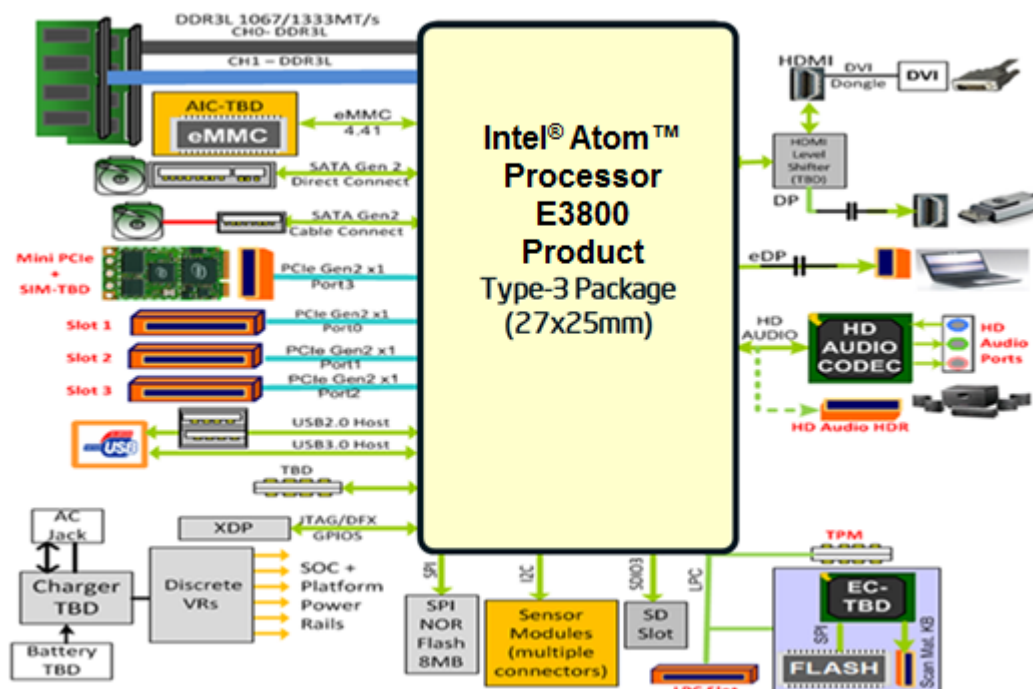 DDR3L 1067/1333MT/s
CH0- DDR3L
CH1 – DDR3L
AIC-TBD
eMMC
eMMC
4.41
SATA Gen 2
Direct Connect
SATA Gen2
Cable Connect
Mini PCIe
+
SIM-TBD
PCIe Gen2 x1
Port3
Slot 1
PCIe Gen2 x1
Port0
Slot 2
PCIe Gen2 x1
Port1
Slot 3
PCIe Gen2 x1
Port2
USB2.0 Host
USB
USB3.0 Host
TBD
XDP
JTAG/DFX
GPIOS
AC
Jack
Charger
TBD
Battery
TBD
Discrete
VRs
SOC +
Platform
Power
Rails
Intel® Atom™
Processor
E3800
Product
Type-3 Package
(27x25mm)
HDMI
DVI
Dongle
DVI
HDMI
Level
Shifter
(TBD)
DP
eDP
HD
AUDIO
HD
AUDIO
CODEC
HD
Audio
Ports
HD Audio HDR
SPI
SPI
NOR
Flash
8MB
I2C
Sensor
Modules
(multiple
connectors)
SDIO3
SD
Slot
LPC
LPC Slot
TPM
EC-
TBD
SPI
Scan Mat. KB
FLASH